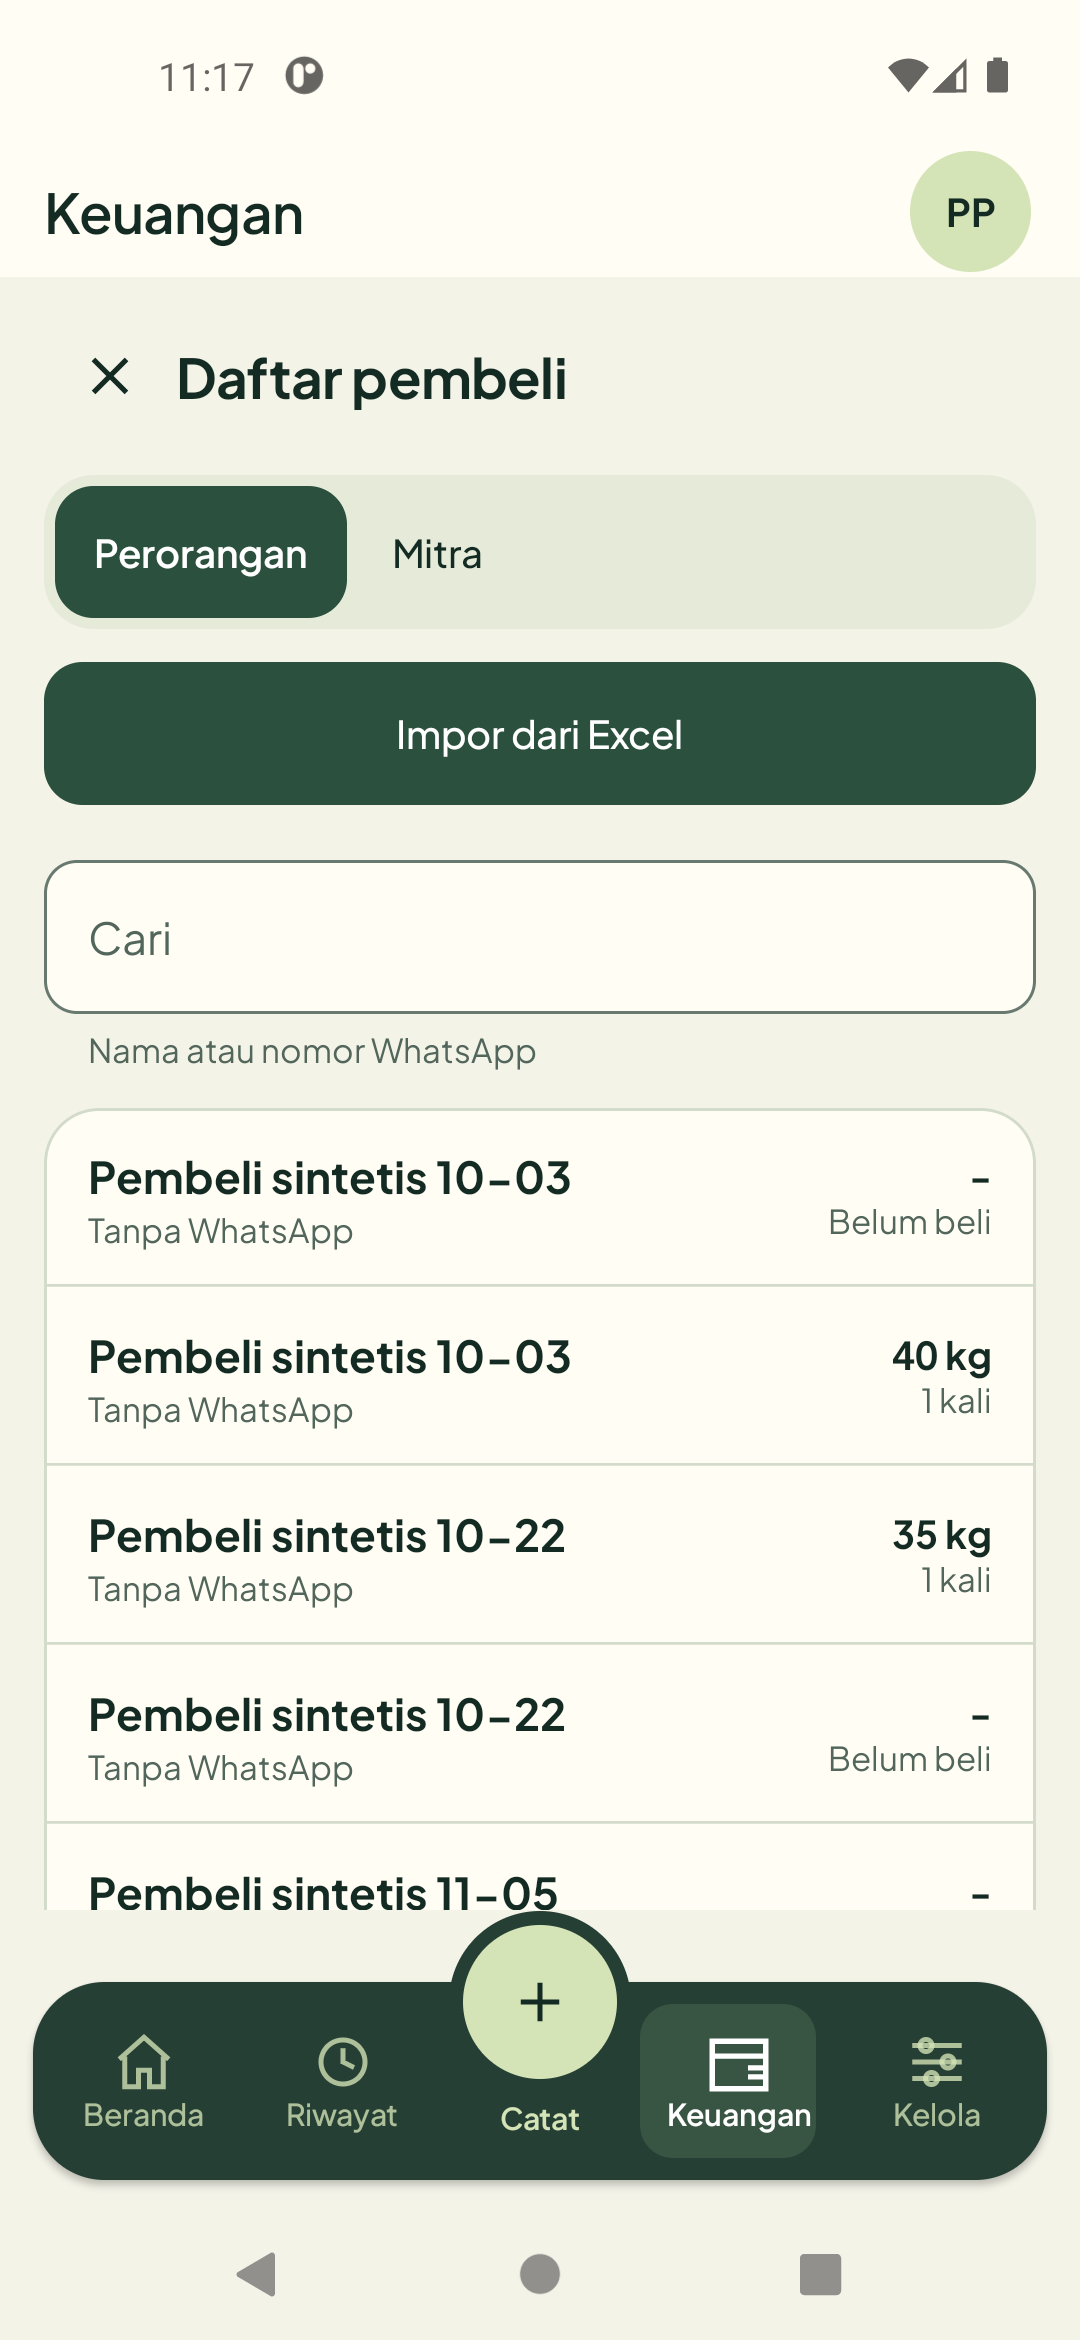 11:17
Keuangan
PP
Daftar pembeli
Perorangan
Mitra
Impor dari Excel
Cari
Nama atau nomor WhatsApp
Pembeli sintetis 10-03
-
Tanpa WhatsApp
Belum beli
Pembeli sintetis 10-03
40 kg
Tanpa WhatsApp
1 kali
Pembeli sintetis 10-22
35 kg
Tanpa WhatsApp
1 kali
Pembeli sintetis 10-22
-
Tanpa WhatsApp
Belum beli
Pembeli sintetis 11-05
-
Beranda
Riwayat
Catat
Keuangan
Kelola